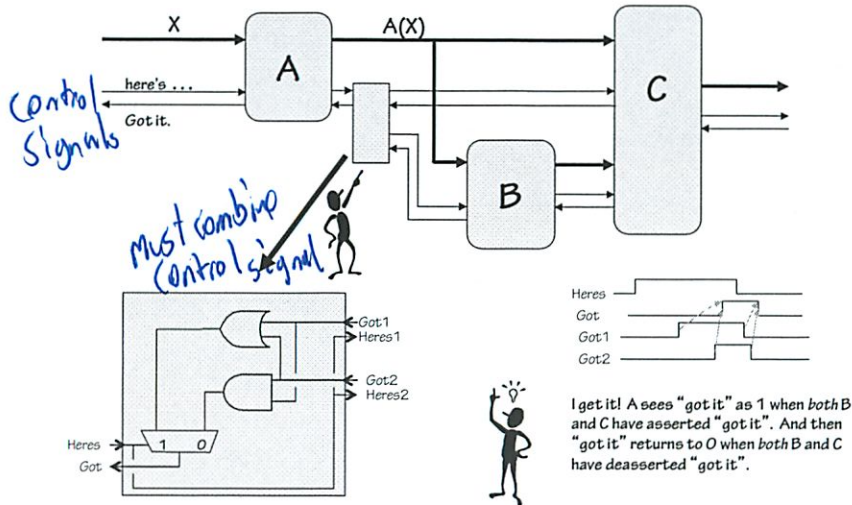 X
A(X)
A
C
here's ...
Got it.
control
signals
B
Must combine
control signal
Got1
Heres1
Got2
Heres2
Heres
1 0
Got
Heres
Got
Got1
Got2
I get it! A sees "got it" as 1 when both B
and C have asserted "got it". And then
"got it" returns to 0 when both B and C
have deasserted "got it".